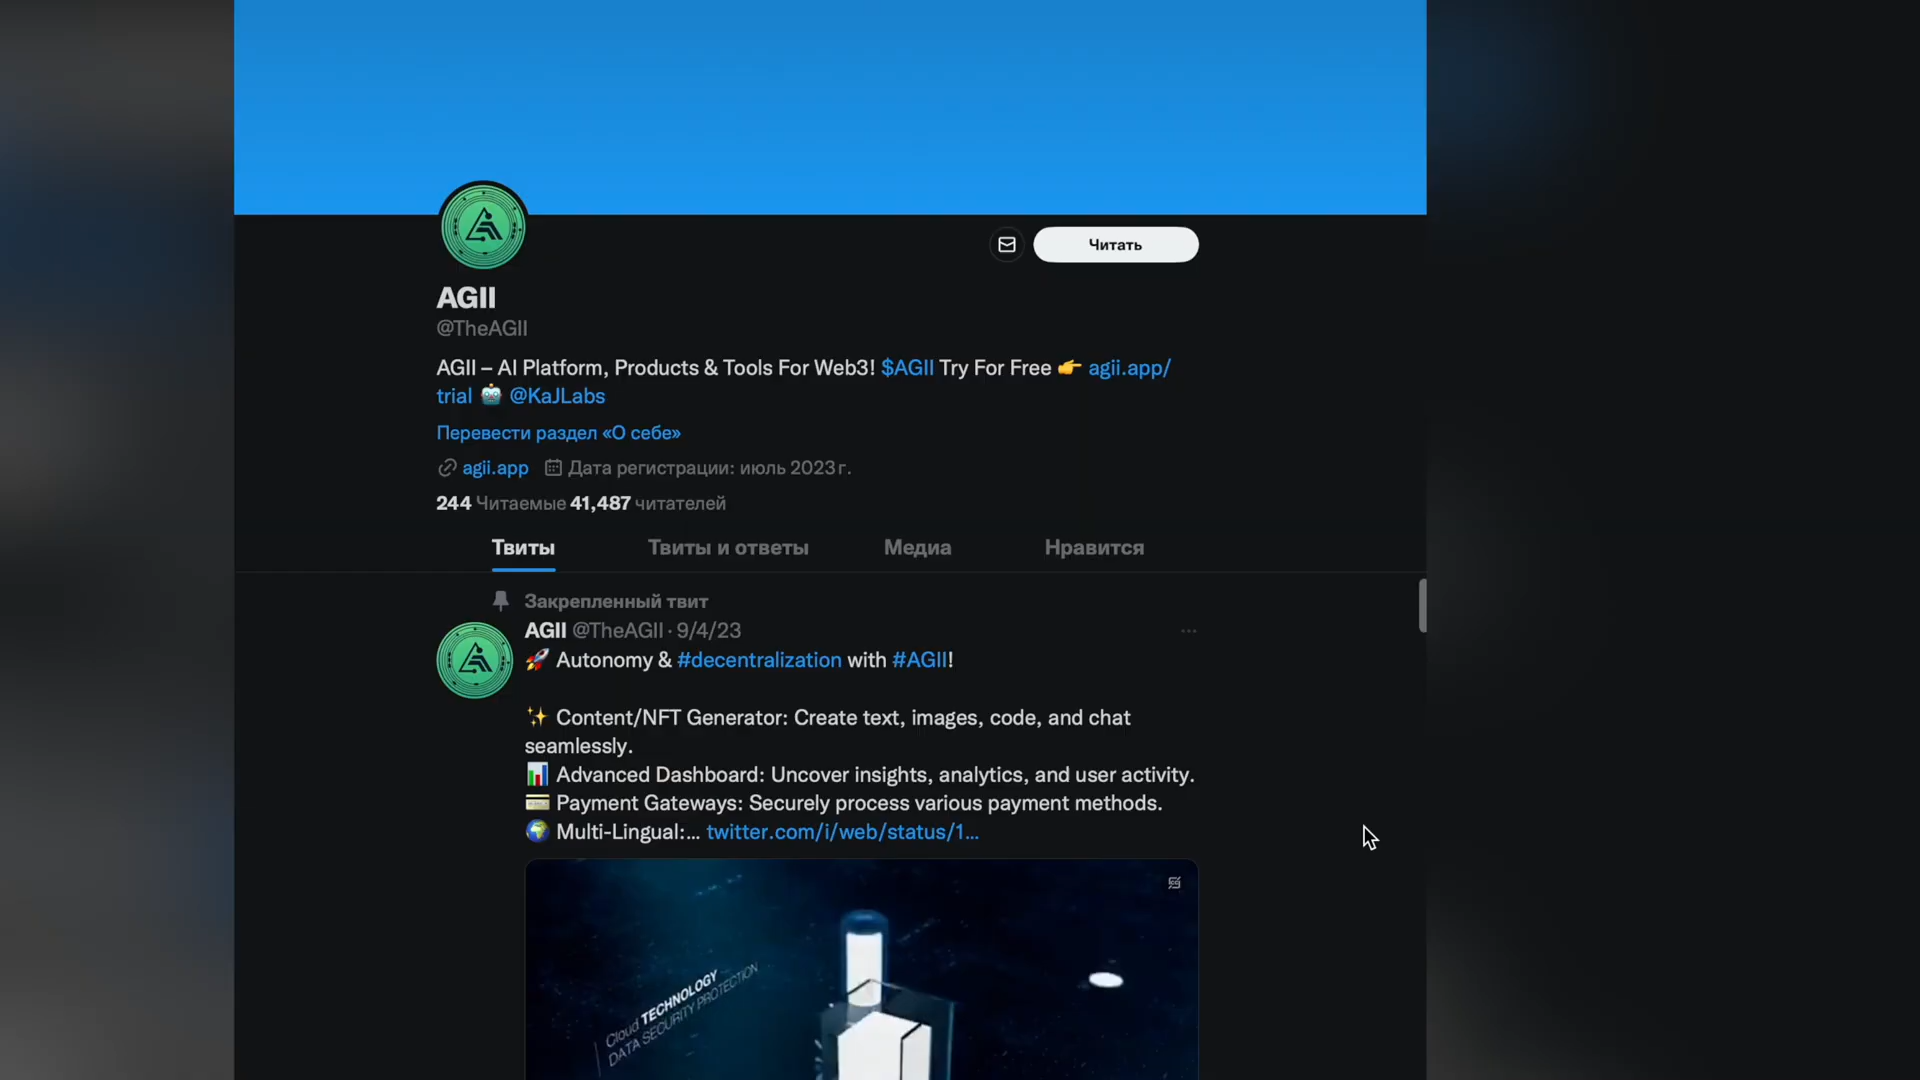 Читать
AGII
@TheAGII
AGII – AI Platform, Products & Tools For Web3! $AGII Try For Free 👉 agii.app/
trial 🤖 @KaJLabs
Перевести раздел «О себе»
agii.app Дата регистрации: июль 2023 г.
244 Читаемые 41,487 читателей
Твиты Твиты и ответы Медиа Нравится
Закрепленный твит
AGII @TheAGII · 9/4/23
🚀 Autonomy & #decentralization with #AGII!
✨ Content/NFT Generator: Create text, images, code, and chat
seamlessly.
📊 Advanced Dashboard: Uncover insights, analytics, and user activity.
💳 Payment Gateways: Securely process various payment methods.
🌍 Multi-Lingual:... twitter.com/i/web/status/1...
Cloud TECHNOLOGY
DATA SECURITY PROTECTION